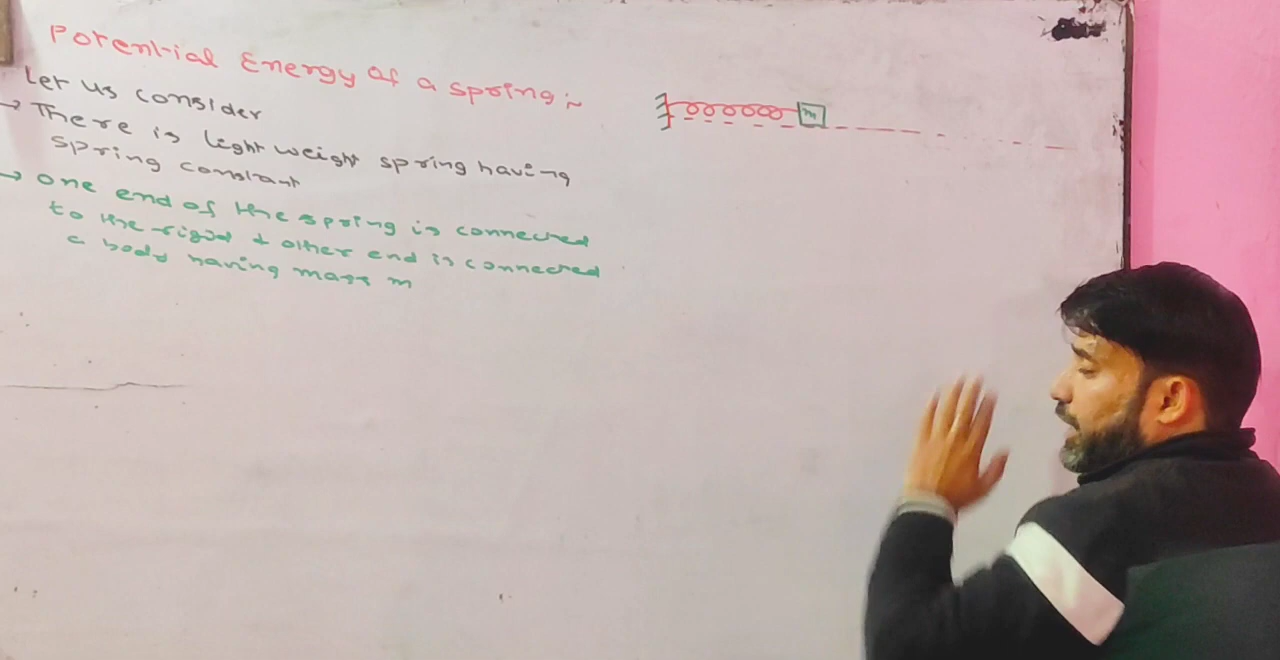 Potential Energy of a spring :~
Let us consider
→ There is light weight spring having
spring constant
→ one end of the spring is connected
to the rigid & other end is connected
a body having mass m
m